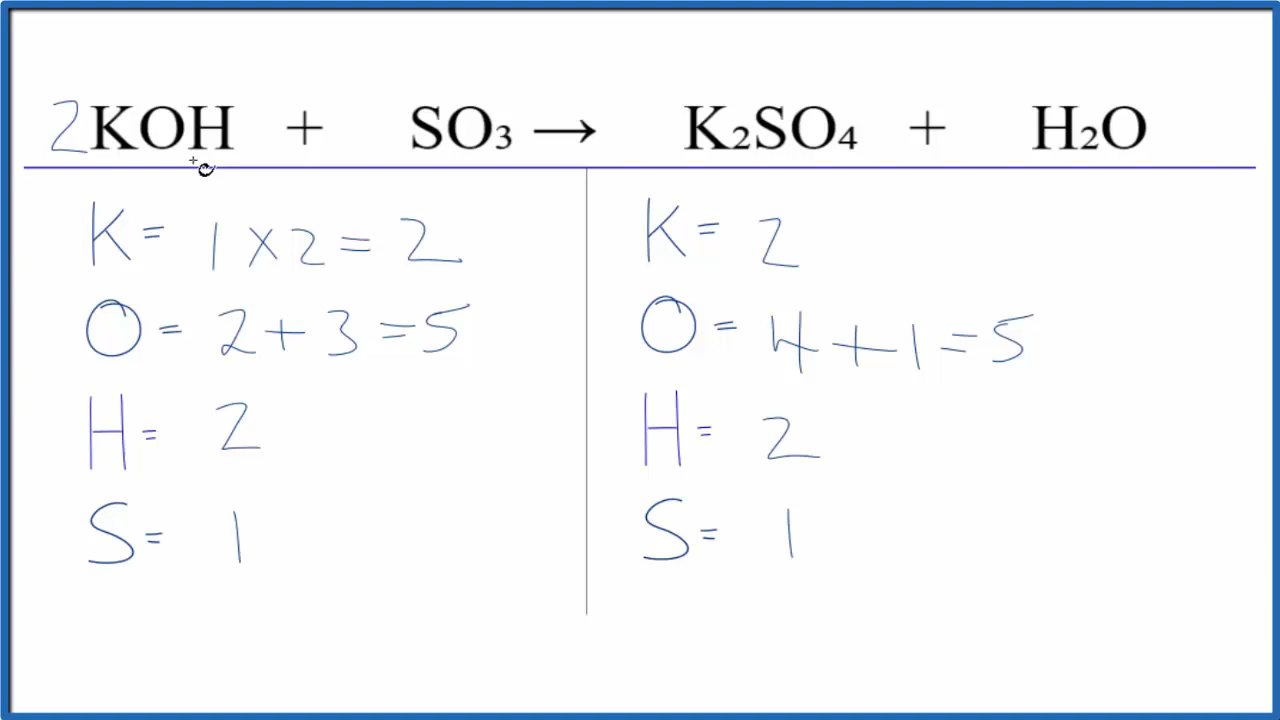 2KOH + SO₃ → K₂SO₄ + H₂O
K = 1 × 2 = 2
O = 2 + 3 = 5
H = 2
S = 1
K = 2
O = 4 + 1 = 5
H = 2
S = 1